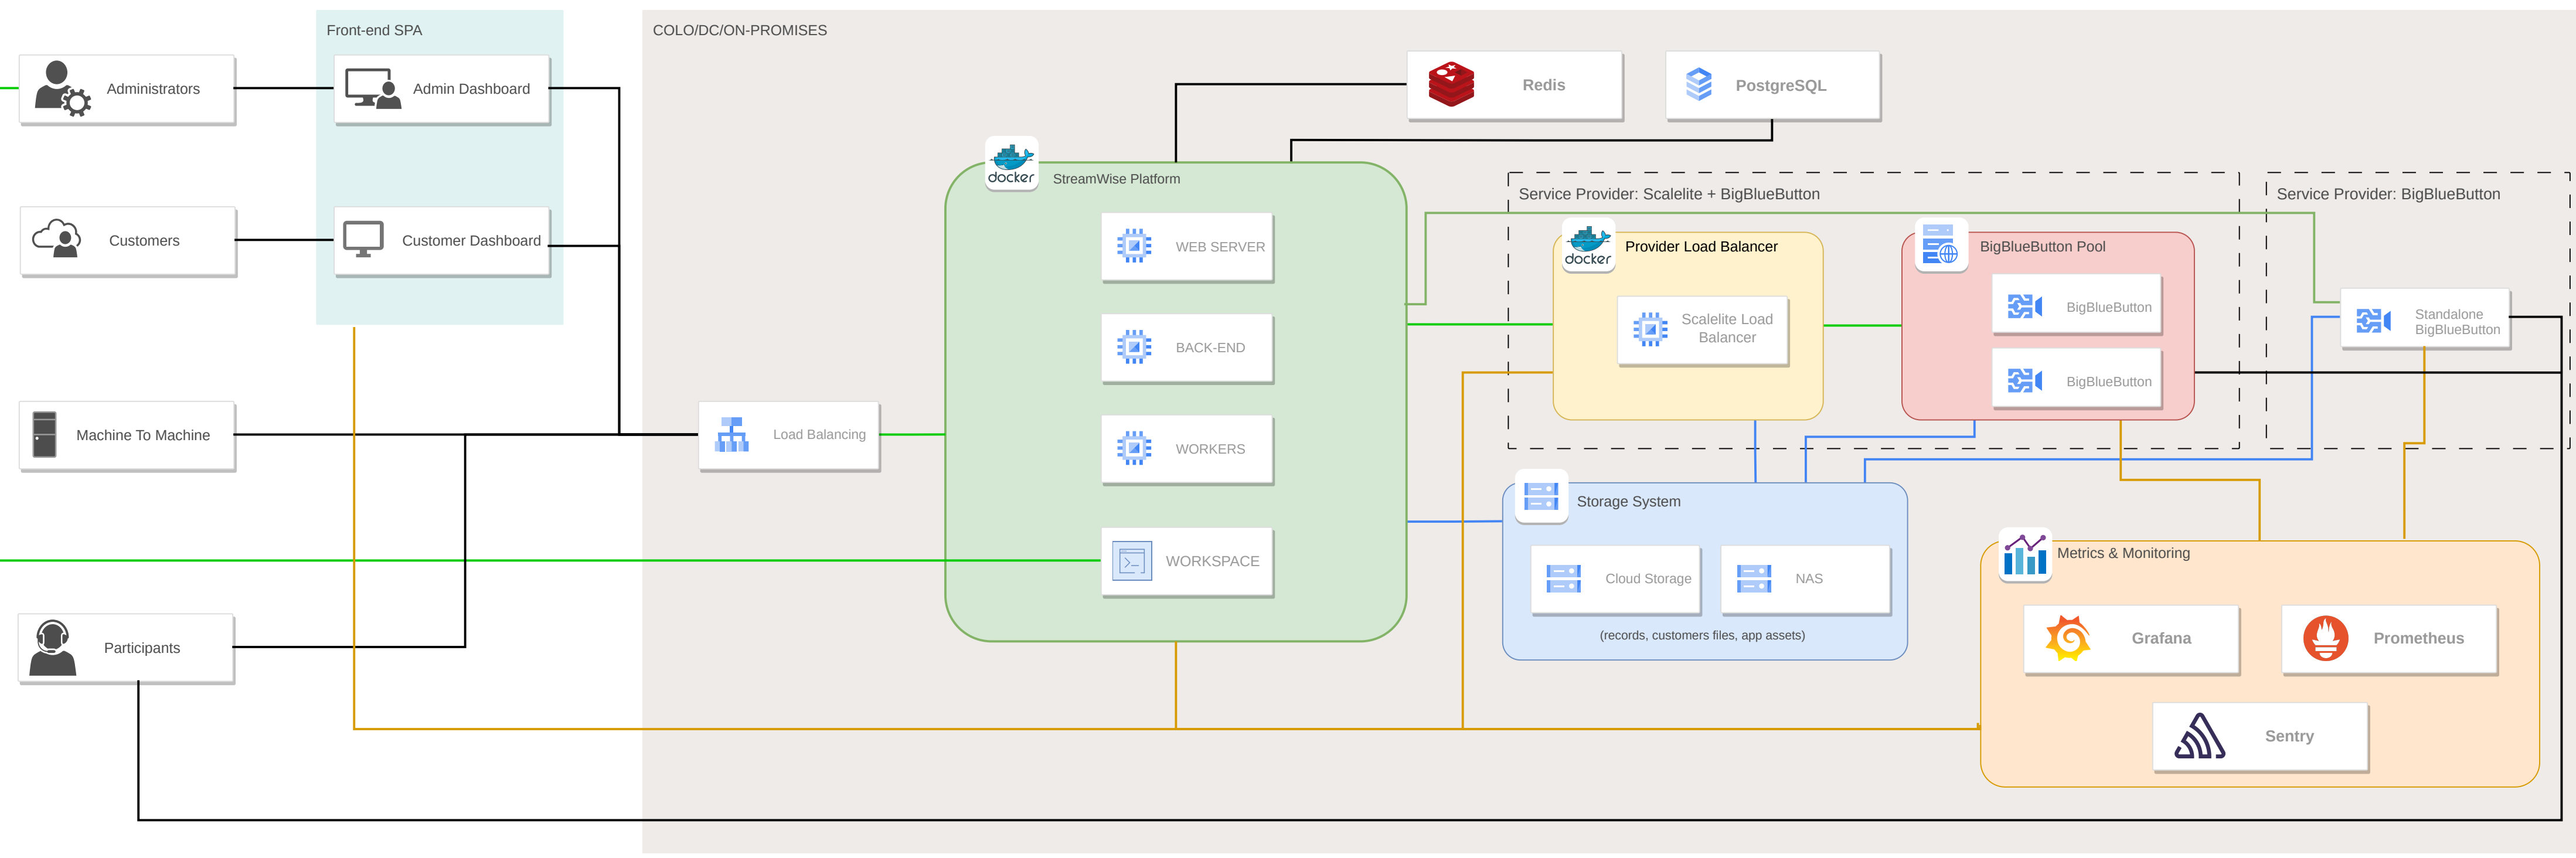 Front-end SPA
COLO/DC/ON-PROMISES
Administrators
Admin Dashboard
Redis
PostgreSQL
docker
StreamWise Platform
Service Provider: Scalelite + BigBlueButton
Service Provider: BigBlueButton
Customers
Customer Dashboard
WEB SERVER
docker
Provider Load Balancer
BigBlueButton Pool
BigBlueButton
Scalelite Load
Balancer
Standalone
BigBlueButton
BACK-END
BigBlueButton
Machine To Machine
Load Balancing
WORKERS
Storage System
WORKSPACE
Cloud Storage
NAS
(records, customers files, app assets)
Metrics & Monitoring
Participants
Grafana
Prometheus
Sentry